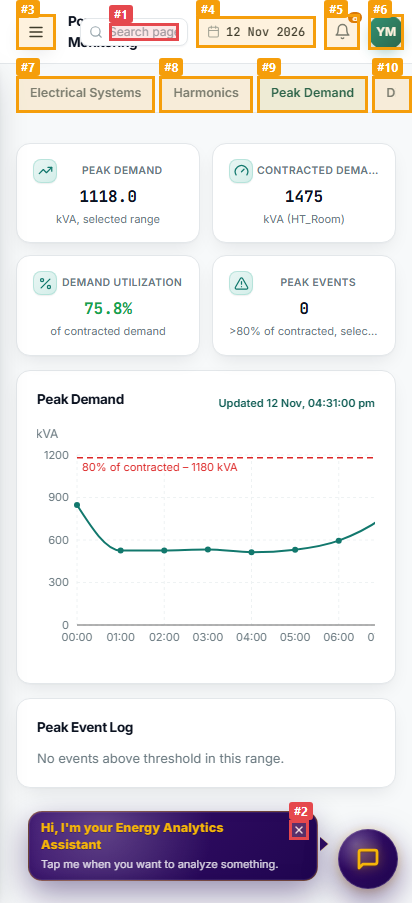 #3
#1
#4
#5
#6
Search page
12 Nov 2026
YM
Monitoring
#7
#8
#9
#10
Electrical Systems
Harmonics
Peak Demand
D
PEAK DEMAND
1118.0
kVA, selected range
CONTRACTED DEMA...
1475
kVA (HT_Room)
DEMAND UTILIZATION
75.8%
of contracted demand
PEAK EVENTS
0
>80% of contracted, selec...
Peak Demand
Updated 12 Nov, 04:31:00 pm
kVA
1200
80% of contracted – 1180 kVA
900
600
300
0
00:00 01:00 02:00 03:00 04:00 05:00 06:00 0
Peak Event Log
No events above threshold in this range.
#2
Hi, I'm your Energy Analytics
Assistant
Tap me when you want to analyze something.